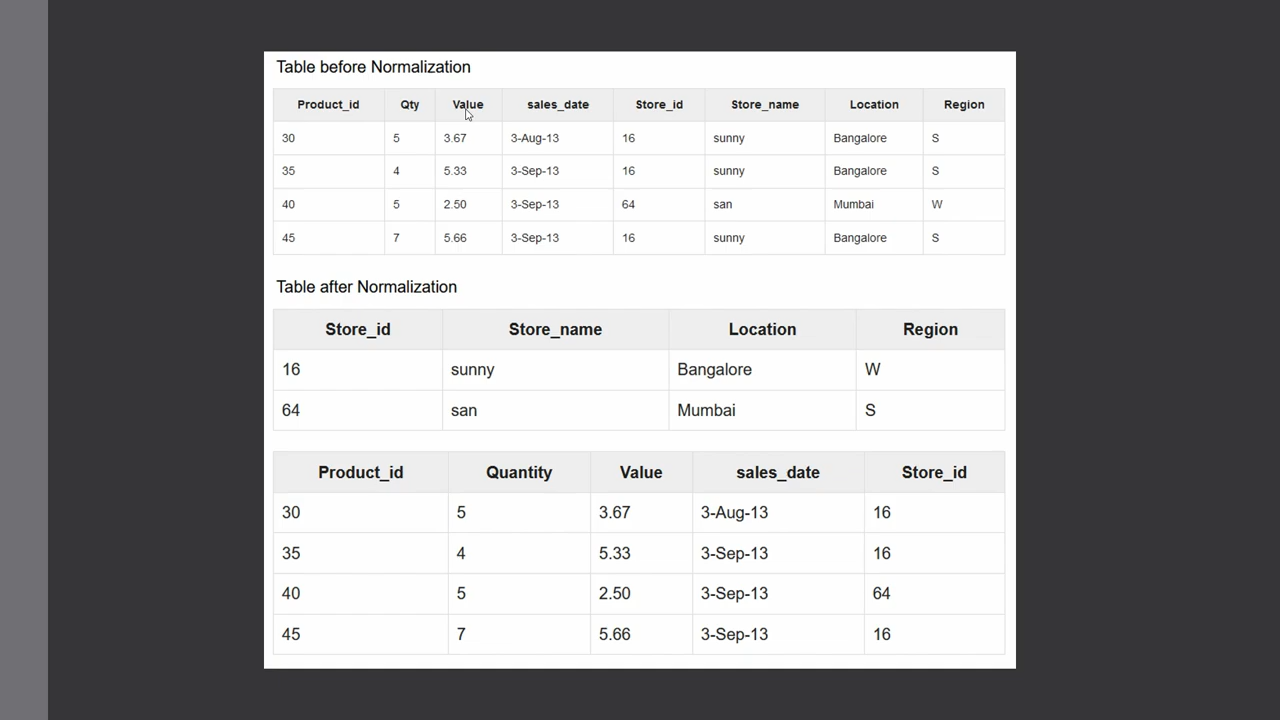 Table before Normalization
Product_id Qty Value sales_date Store_id Store_name Location Region
30 5 3.67 3-Aug-13 16 sunny Bangalore S
35 4 5.33 3-Sep-13 16 sunny Bangalore S
40 5 2.50 3-Sep-13 64 san Mumbai W
45 7 5.66 3-Sep-13 16 sunny Bangalore S
Table after Normalization
Store_id Store_name Location Region
16 sunny Bangalore W
64 san Mumbai S
Product_id Quantity Value sales_date Store_id
30 5 3.67 3-Aug-13 16
35 4 5.33 3-Sep-13 16
40 5 2.50 3-Sep-13 64
45 7 5.66 3-Sep-13 16